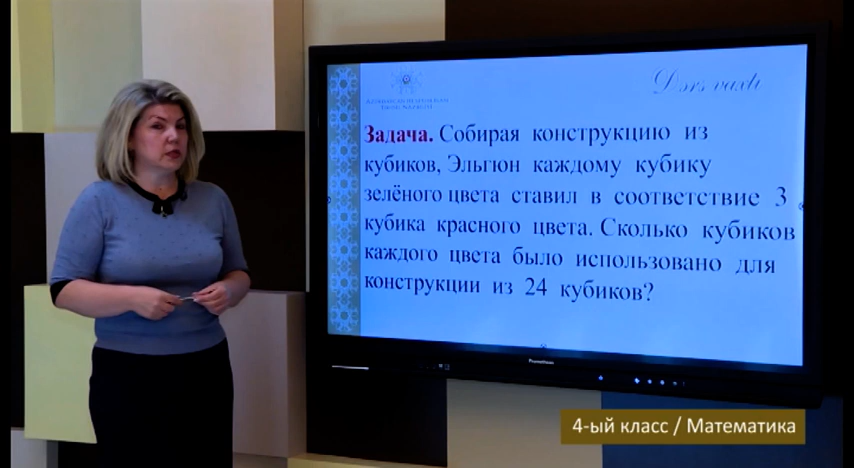 Dərs vaxtı
Задача. Собирая конструкцию из
кубиков, Эльгюн каждому кубику
зелёного цвета ставил в соответствие 3
кубика красного цвета. Сколько кубиков
каждого цвета было использовано для
конструкции из 24 кубиков?
Promethean
4-ый класс / Математика